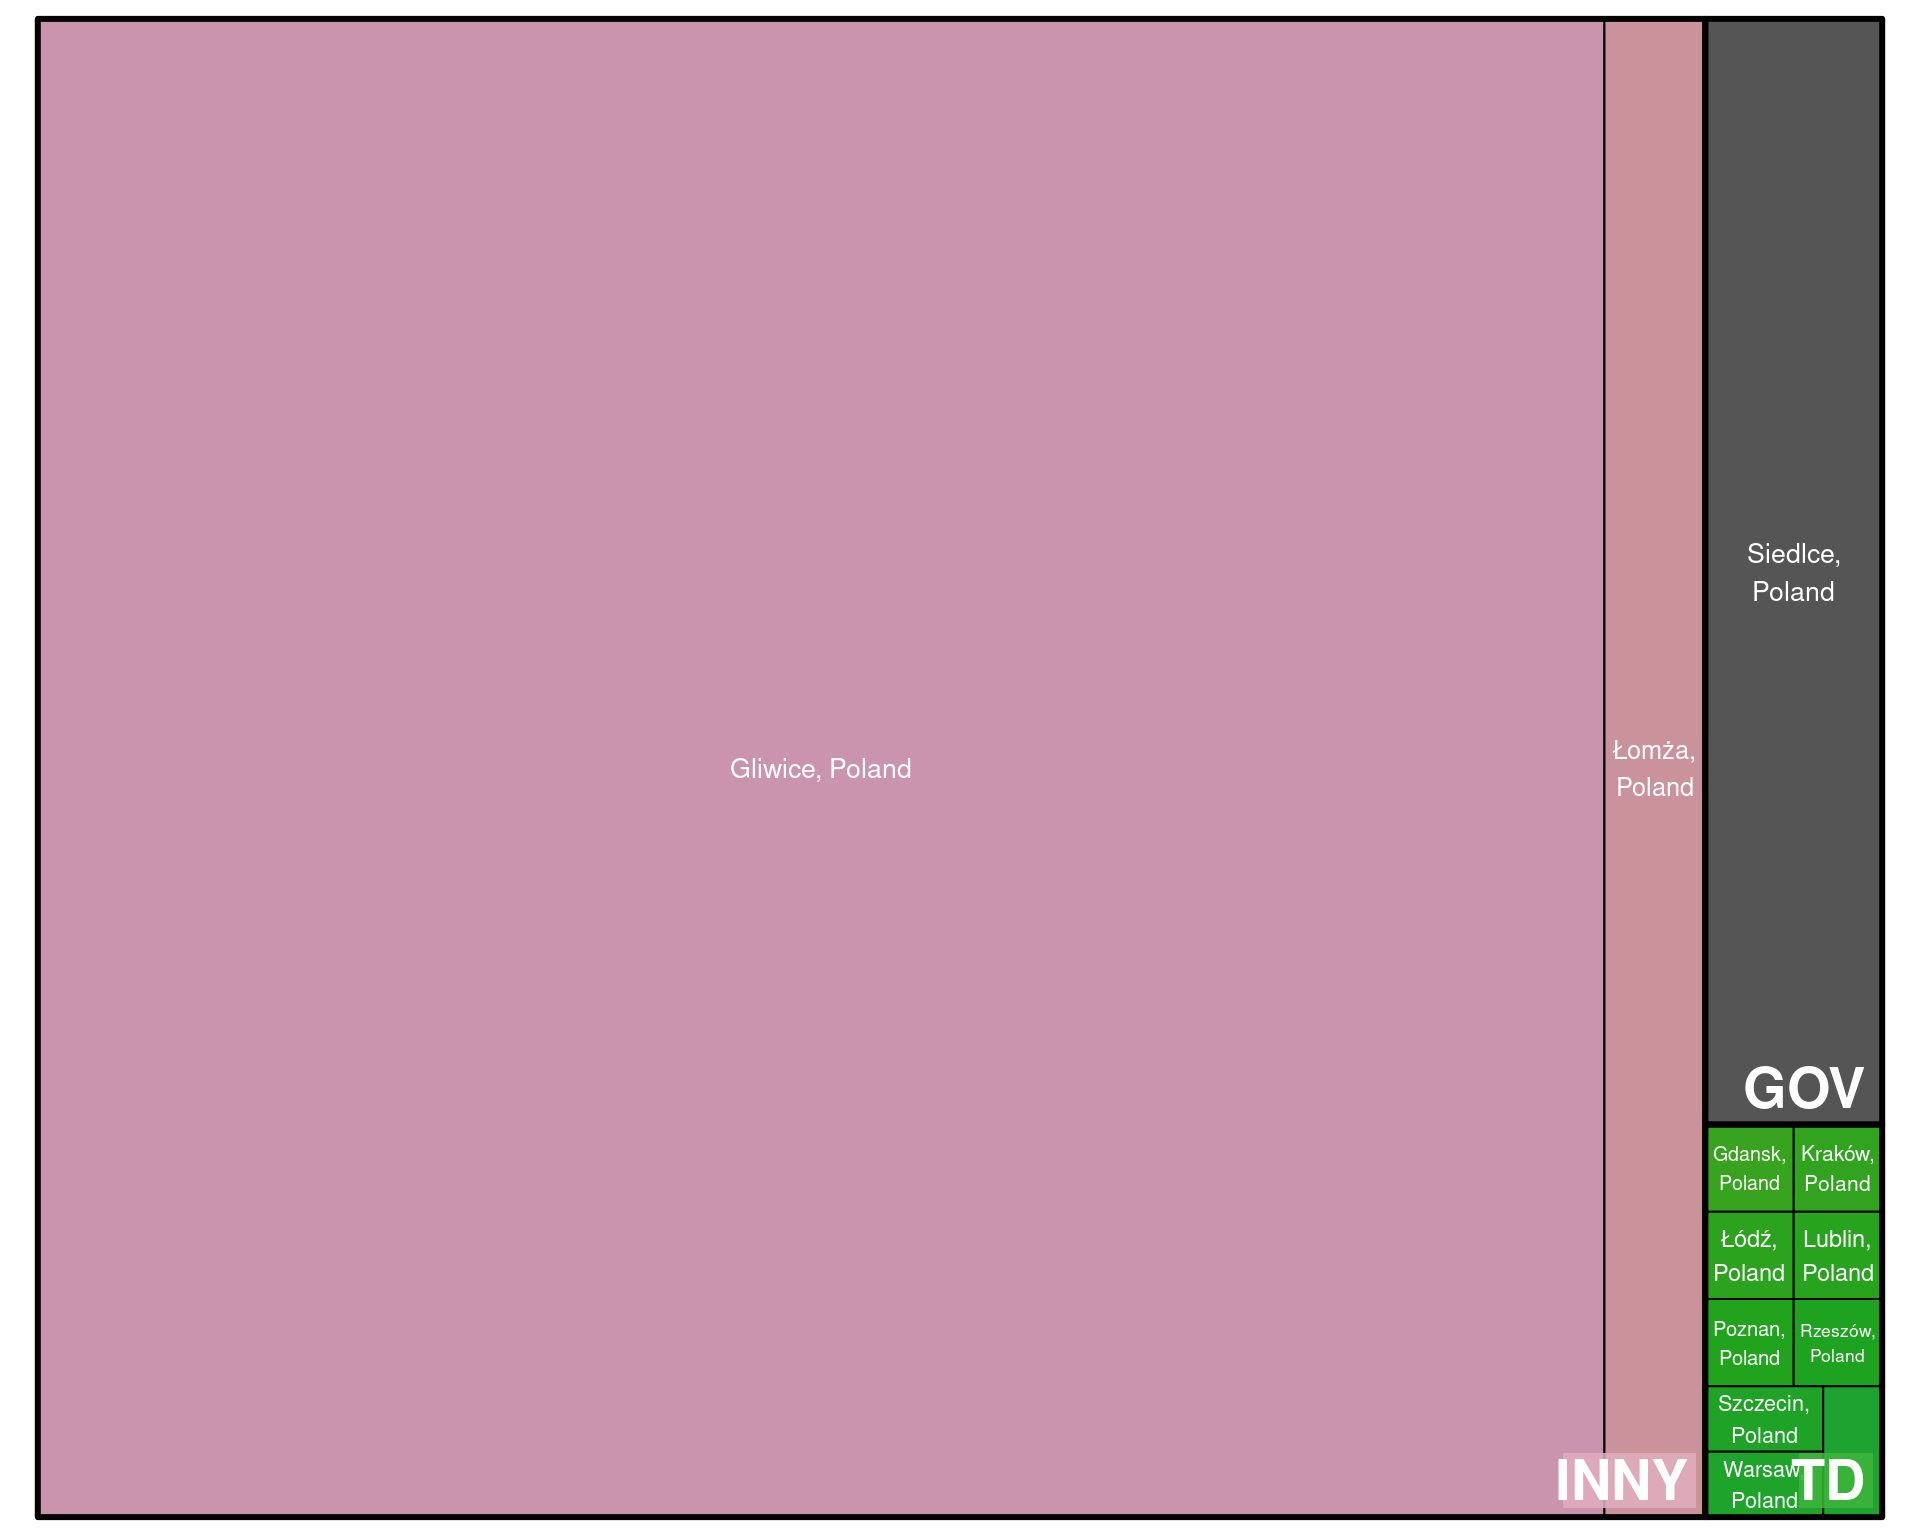 Gliwice, Poland
Łomża,
Poland
INNY
Siedlce,
Poland
GOV
Gdansk,
Poland
Kraków,
Poland
Łódź,
Poland
Lublin,
Poland
Poznan,
Poland
Rzeszów,
Poland
Szczecin,
Poland
Warsaw,
Poland
TD